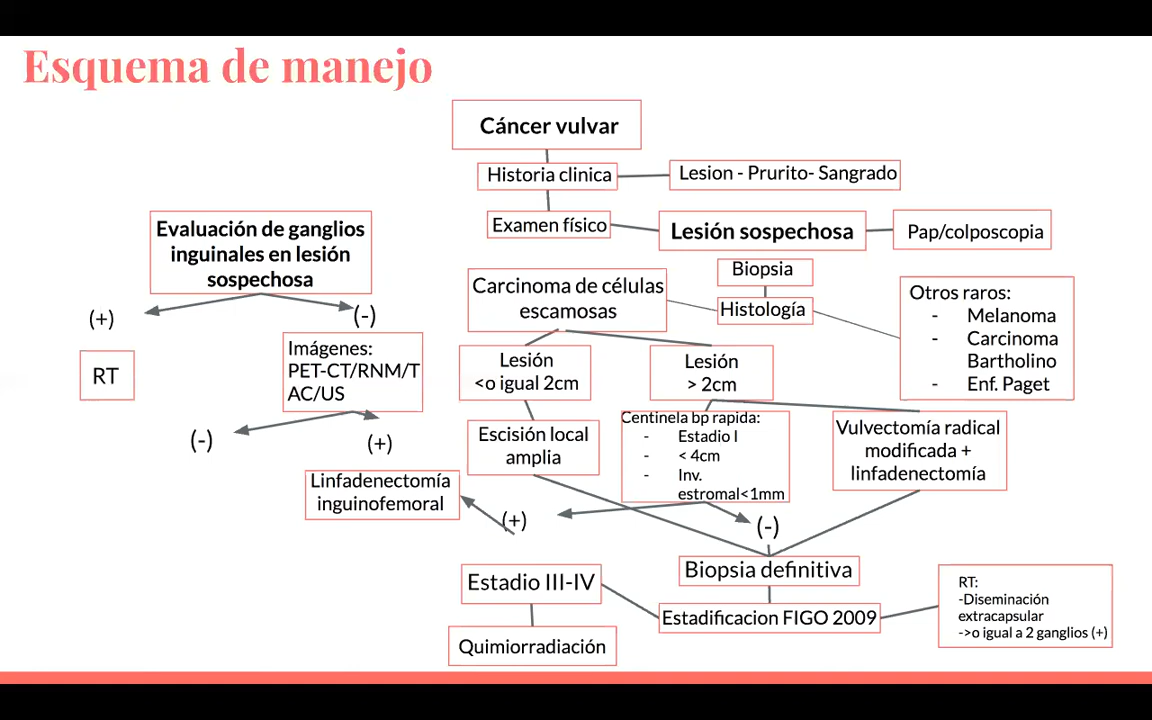 Esquema de manejo
Cáncer vulvar
Historia clinica
Lesion - Prurito- Sangrado
Examen físico
Lesión sospechosa
Pap/colposcopia
Evaluación de ganglios
inguinales en lesión
sospechosa
(+)
(-)
RT
Imágenes:
PET-CT/RNM/T
AC/US
(-)
(+)
Linfadenectomía
inguinofemoral
Biopsia
Histología
Carcinoma de células
escamosas
Otros raros:
- Melanoma
- Carcinoma
Bartholino
- Enf. Paget
Lesión
<o igual 2cm
Lesión
> 2cm
Escisión local
amplia
Centinela bp rapida:
- Estadio I
- < 4cm
- Inv.
estromal<1mm
Vulvectomía radical
modificada +
linfadenectomía
(+)
(-)
Biopsia definitiva
Estadio III-IV
Estadificacion FIGO 2009
Quimiorradiación
RT:
-Diseminación
extracapsular
->o igual a 2 ganglios (+)